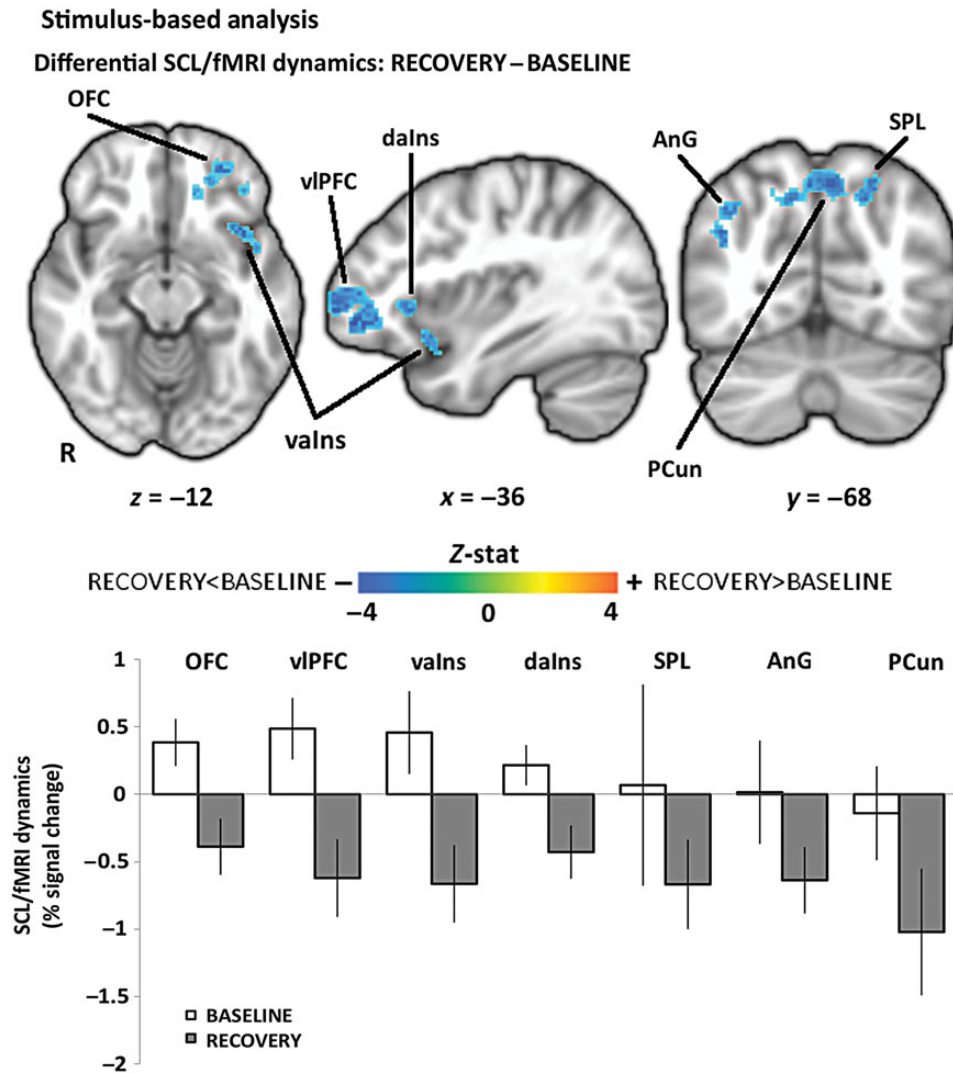 Stimulus-based analysis
Differential SCL/fMRI dynamics: RECOVERY – BASELINE
OFC
vlPFC
daIns
AnG
SPL
vaIns
R
PCun
z = –12
x = –36
y = –68
Z-stat
RECOVERY<BASELINE – + RECOVERY>BASELINE
–4 0 4
OFC vlPFC vaIns daIns SPL AnG PCun
SCL/fMRI dynamics
(% signal change)
1
0.5
0
–0.5
–1
–1.5
–2
BASELINE
RECOVERY